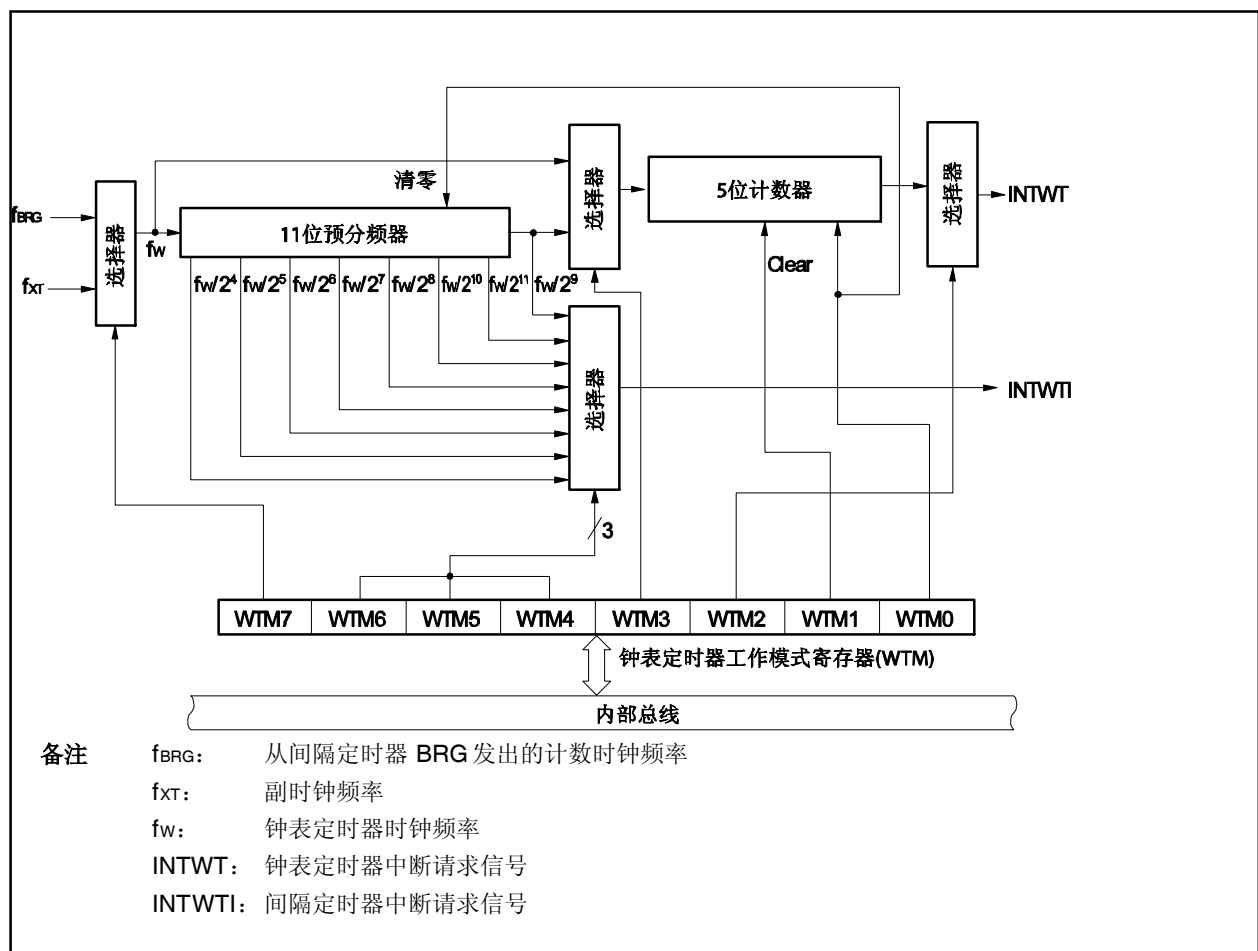 清零
选择器
5位计数器
选择器
INTWT
fBRG
fXT
选择器
fW
11位预分频器
Clear
fW/2⁴ fW/2⁵ fW/2⁶ fW/2⁷ fW/2⁸ fW/2¹⁰ fW/2¹¹ fW/2⁹
选择器
INTWTI
3
WTM7 WTM6 WTM5 WTM4 WTM3 WTM2 WTM1 WTM0
钟表定时器工作模式寄存器(WTM)
内部总线
备注 fBRG： 从间隔定时器 BRG 发出的计数时钟频率
fXT： 副时钟频率
fW： 钟表定时器时钟频率
INTWT： 钟表定时器中断请求信号
INTWTI： 间隔定时器中断请求信号